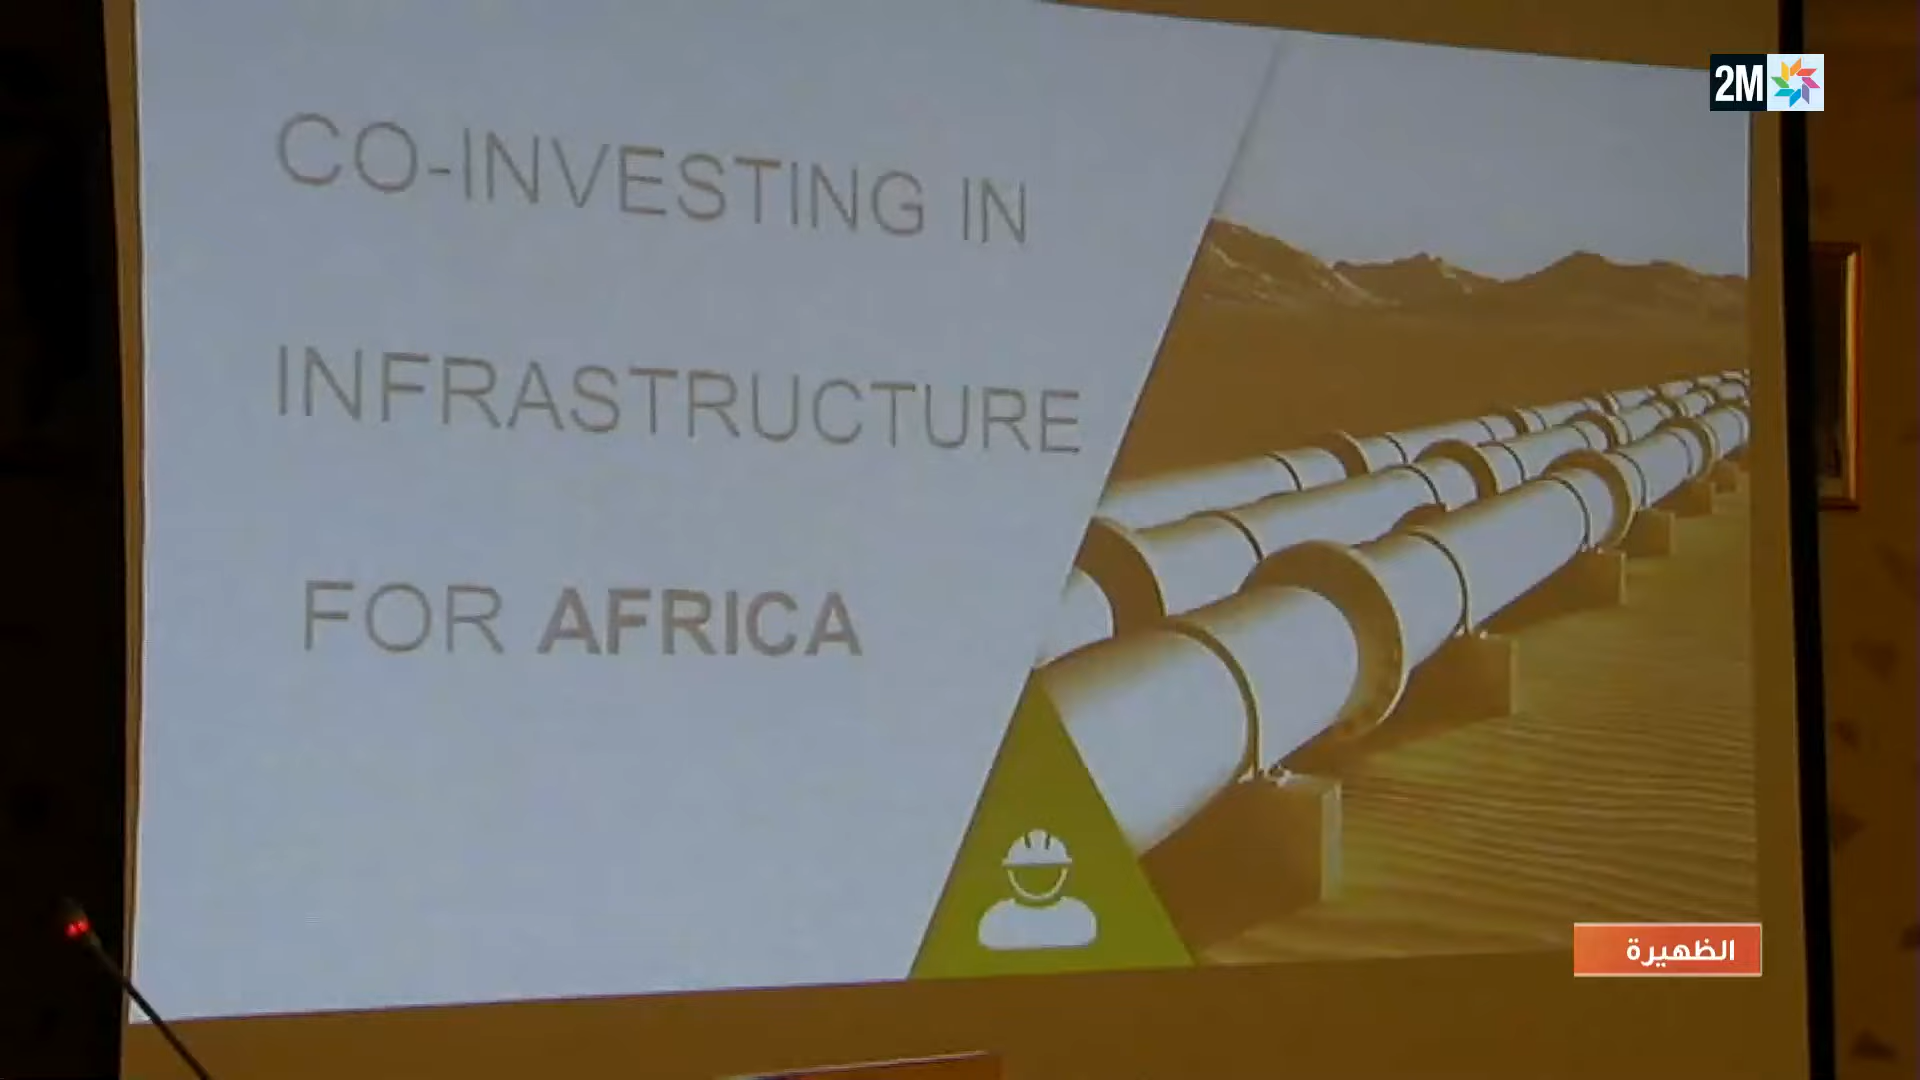 2M
CO-INVESTING IN
INFRASTRUCTURE
FOR AFRICA
الظهيرة